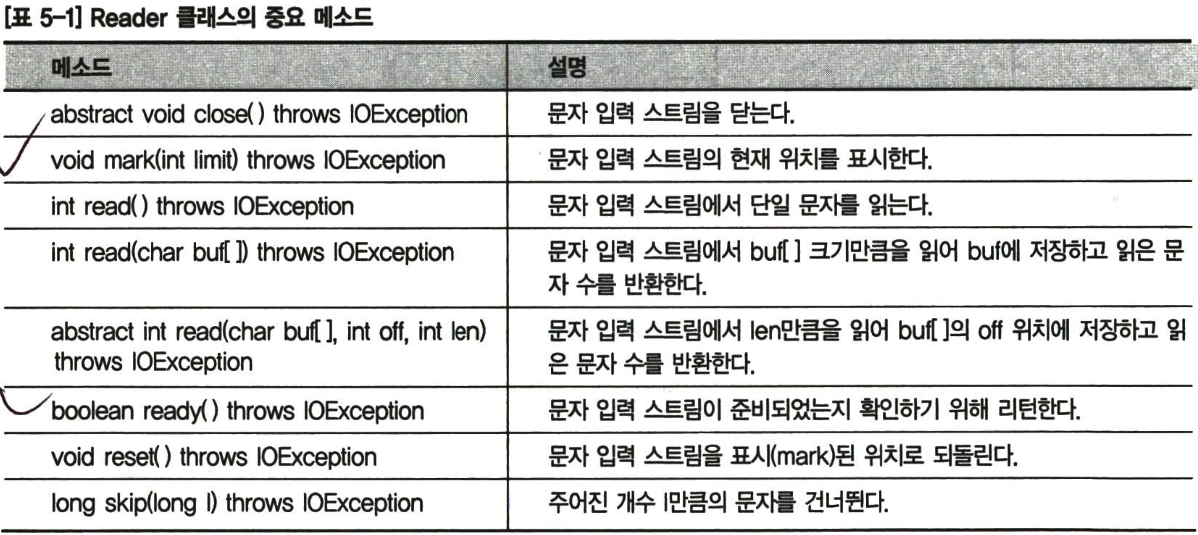 [표 5-1] Reader 클래스의 중요 메소드
메소드 설명
abstract void close( ) throws IOException 문자 입력 스트림을 닫는다.
void mark(int limit) throws IOException 문자 입력 스트림의 현재 위치를 표시한다.
int read( ) throws IOException 문자 입력 스트림에서 단일 문자를 읽는다.
int read(char buf[ ]) throws IOException 문자 입력 스트림에서 buf[ ] 크기만큼을 읽어 buf에 저장하고 읽은 문
자 수를 반환한다.
abstract int read(char buf[ ], int off, int len) 문자 입력 스트림에서 len만큼을 읽어 buf[ ]의 off 위치에 저장하고 읽
throws IOException 은 문자 수를 반환한다.
boolean ready( ) throws IOException 문자 입력 스트림이 준비되었는지 확인하기 위해 리턴한다.
void reset( ) throws IOException 문자 입력 스트림을 표시(mark)된 위치로 되돌린다.
long skip(long l) throws IOException 주어진 개수 l만큼의 문자를 건너뛴다.